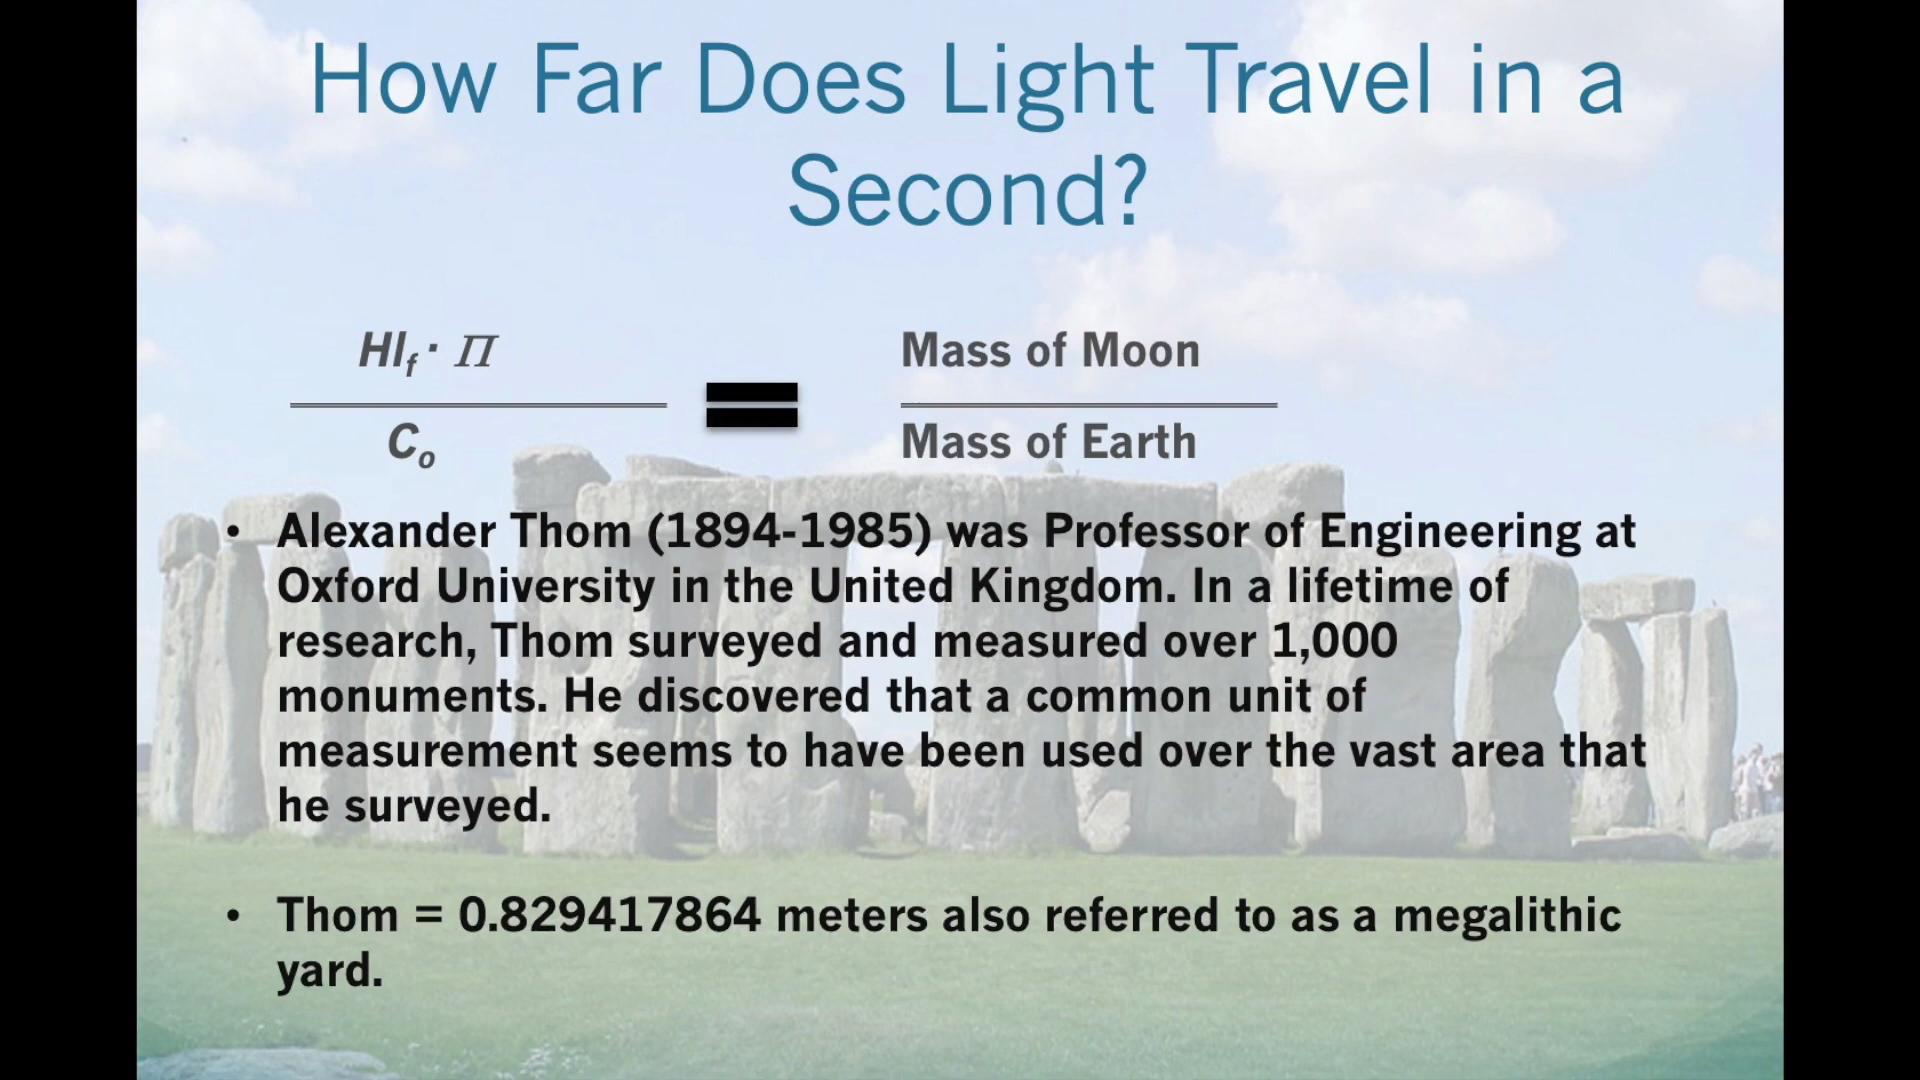 How Far Does Light Travel in a
Second?
Hlf · Π
Co
Mass of Moon
Mass of Earth
• Alexander Thom (1894-1985) was Professor of Engineering at
Oxford University in the United Kingdom. In a lifetime of
research, Thom surveyed and measured over 1,000
monuments. He discovered that a common unit of
measurement seems to have been used over the vast area that
he surveyed.
• Thom = 0.829417864 meters also referred to as a megalithic
yard.